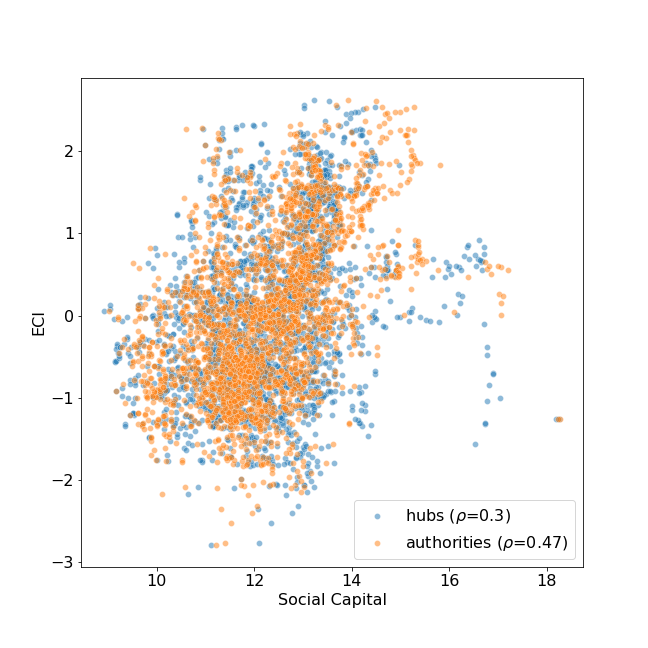 2
1
0
−1
−2
−3
ECI
10 12 14 16 18
Social Capital
hubs (ρ=0.3)
authorities (ρ=0.47)